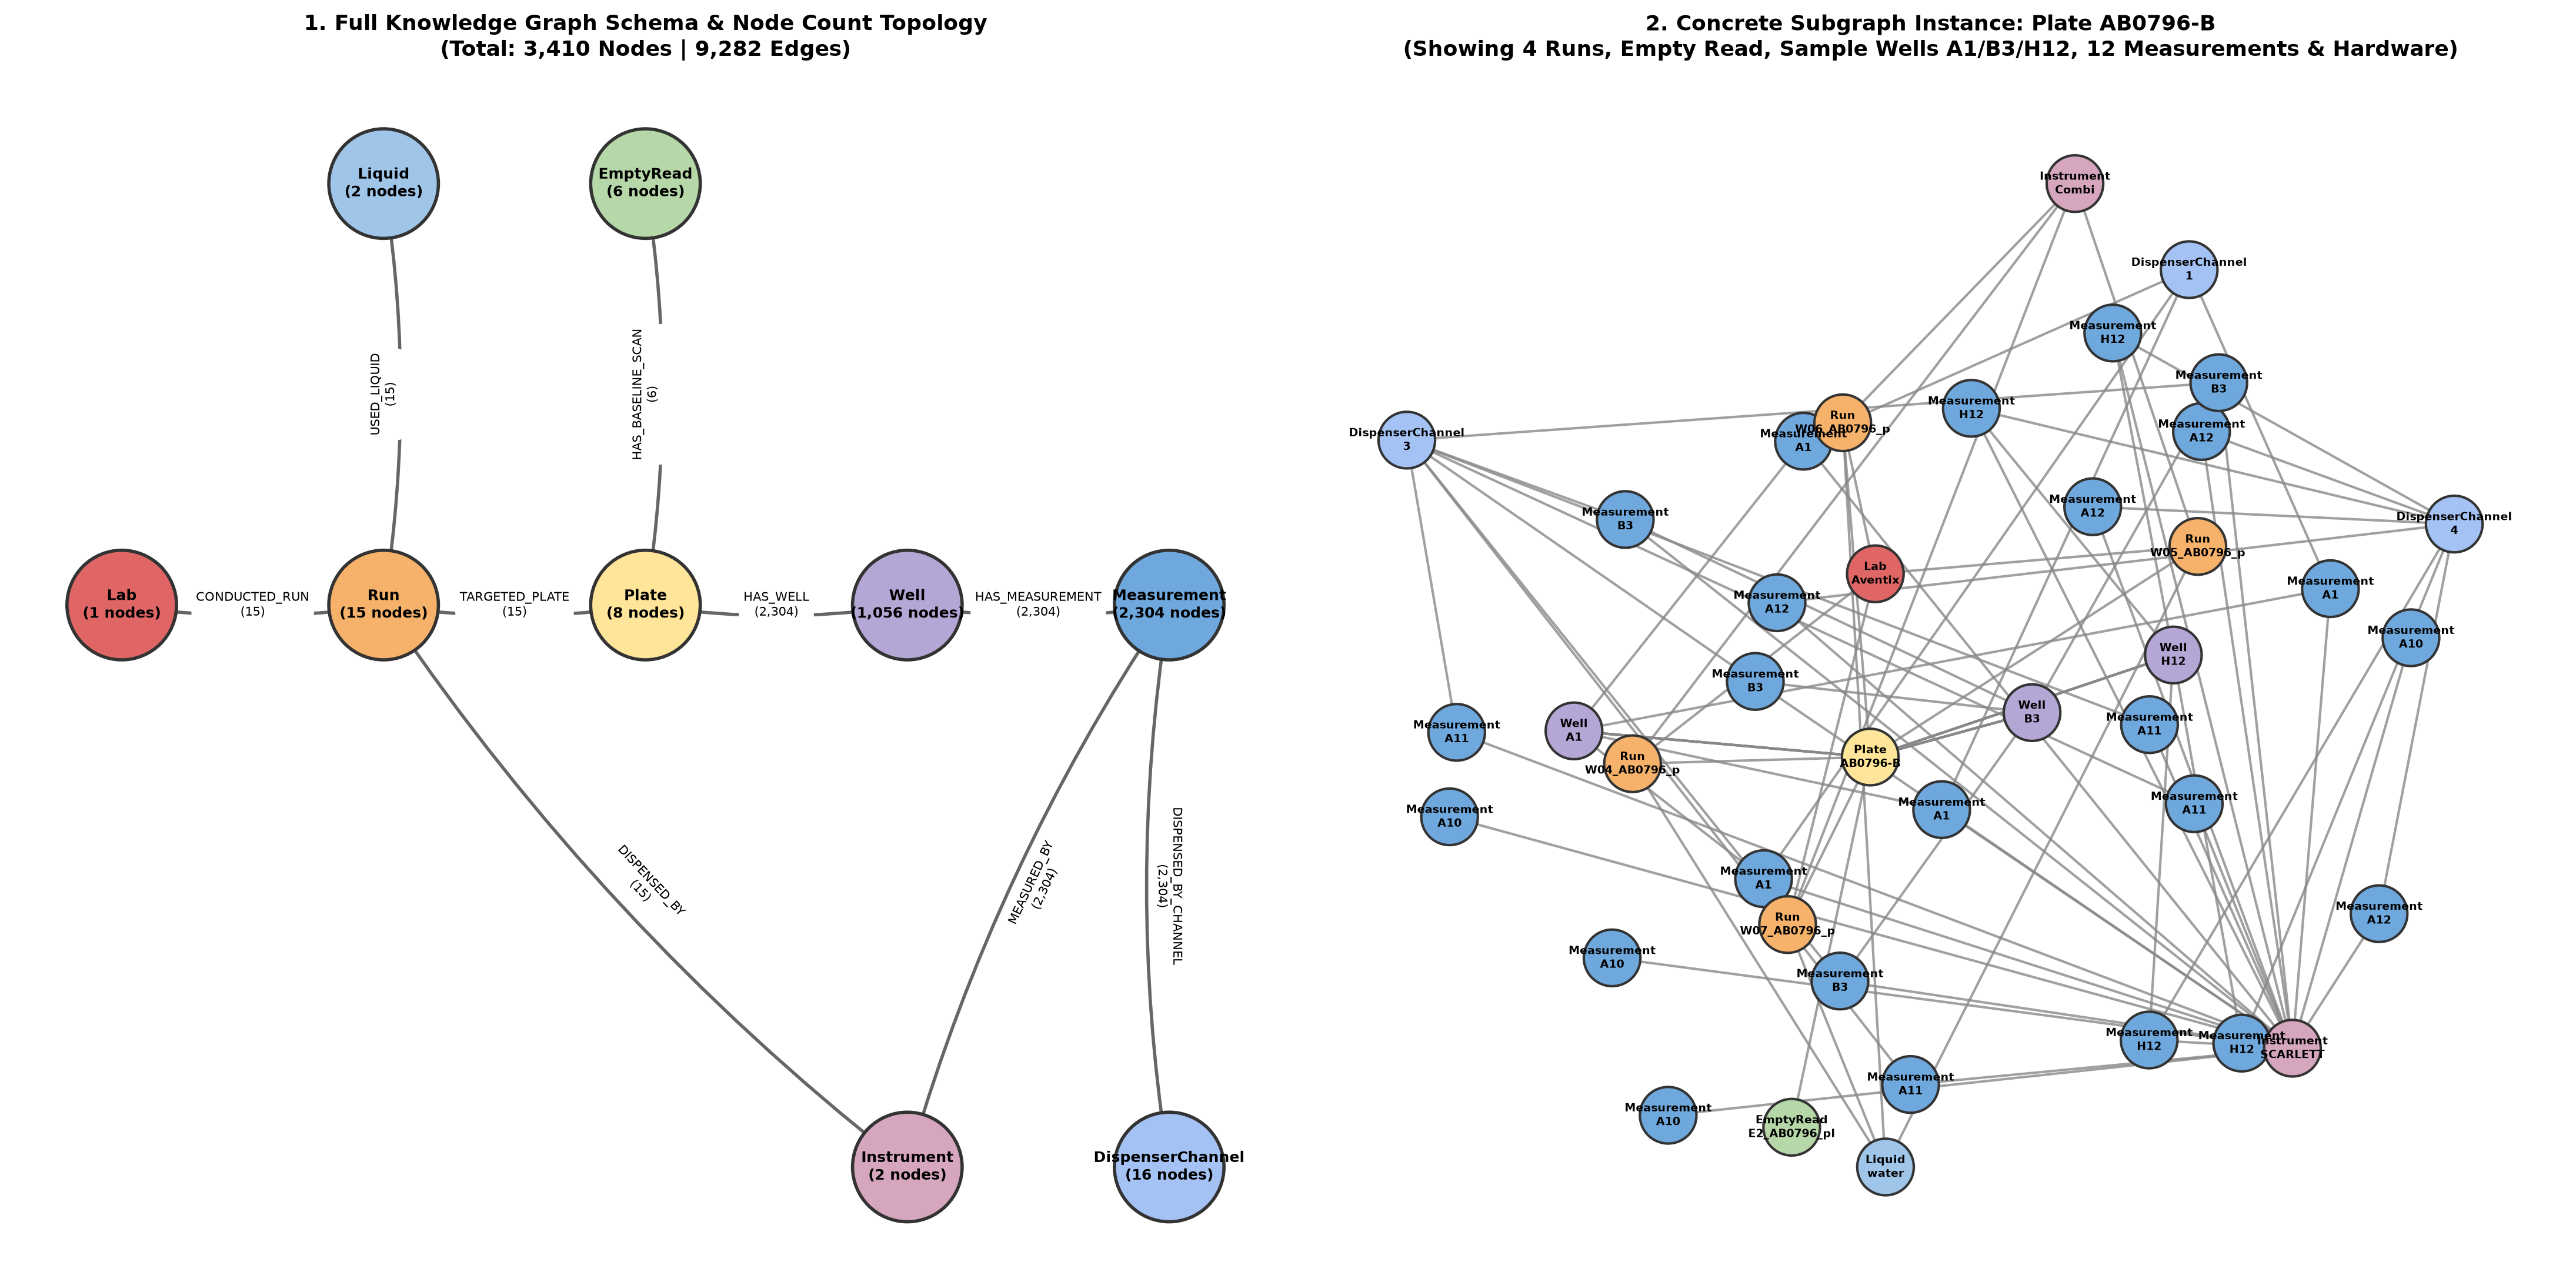 1. Full Knowledge Graph Schema & Node Count Topology
(Total: 3,410 Nodes | 9,282 Edges)
Liquid
(2 nodes)
EmptyRead
(6 nodes)
USED_LIQUID
(15)
HAS_BASELINE_SCAN
(6)
Lab
(1 nodes)
CONDUCTED_RUN
(15)
Run
(15 nodes)
TARGETED_PLATE
(15)
Plate
(8 nodes)
HAS_WELL
(2,304)
Well
(1,056 nodes)
HAS_MEASUREMENT
(2,304)
Measurement
(2,304 nodes)
DISPENSED_BY
(15)
MEASURED_BY
(2,304)
DISPENSED_BY_CHANNEL
(2,304)
Instrument
(2 nodes)
DispenserChannel
(16 nodes)
2. Concrete Subgraph Instance: Plate AB0796-B
(Showing 4 Runs, Empty Read, Sample Wells A1/B3/H12, 12 Measurements & Hardware)
Instrument
Combi
DispenserChannel
1
Measurement
H12
Measurement
B3
Measurement
H12
Run
W06_AB0796_p
Measurement
A1
DispenserChannel
3
Measurement
A12
Measurement
B3
Measurement
A12
DispenserChannel
4
Run
W05_AB0796_p
Lab
Aventix
Measurement
A1
Measurement
A12
Measurement
A10
Well
H12
Measurement
B3
Well
B3
Measurement
A11
Well
A1
Measurement
A11
Run
W04_AB0796_p
Plate
AB0796-B
Measurement
A11
Measurement
A1
Measurement
A10
Measurement
A1
Measurement
A12
Run
W07_AB0796_p
Measurement
A10
Measurement
B3
Measurement
H12
Measurement
H12
Instrument
SCARLETT
Measurement
A11
Measurement
A10
EmptyRead
E2_AB0796_pl
Liquid
water